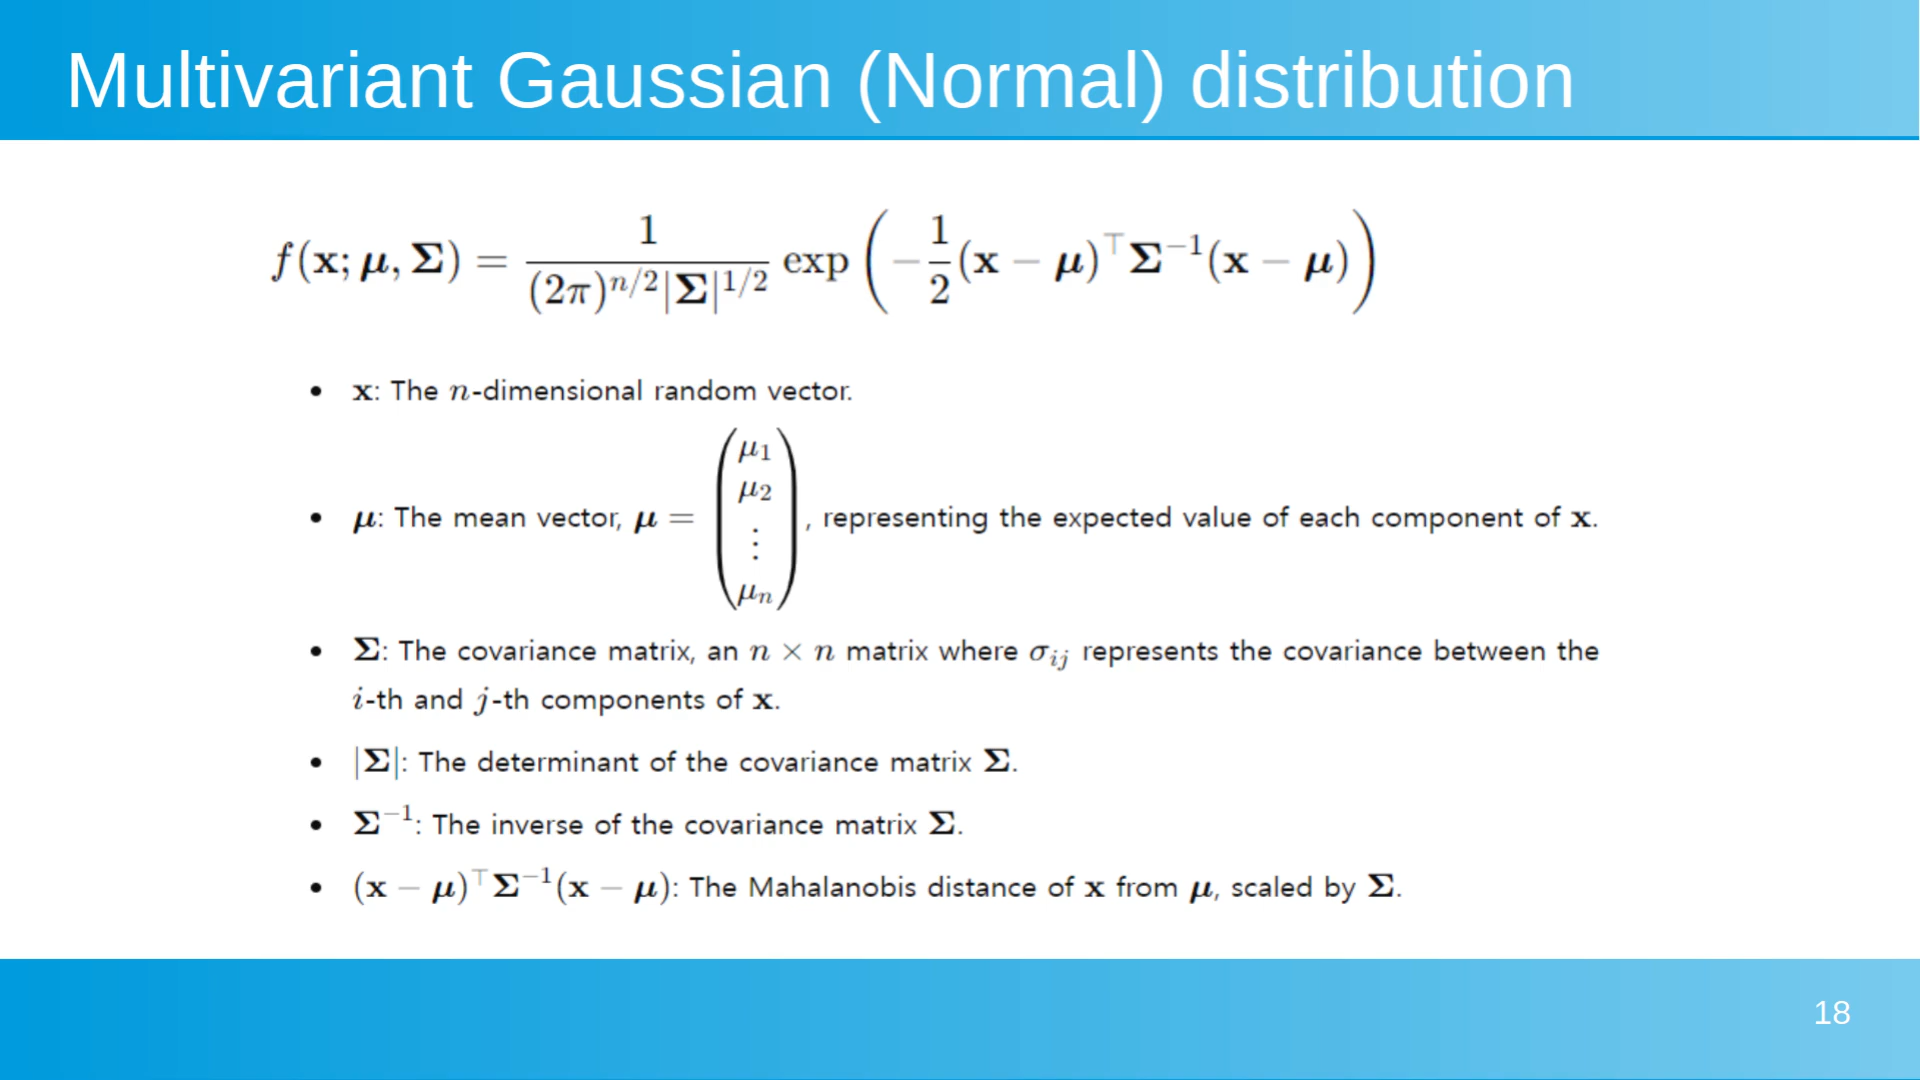 Multivariant Gaussian (Normal) distribution
f(x; μ, Σ) = 1 / ((2π)^{n/2}|Σ|^{1/2}) exp(−1/2 (x − μ)^⊤ Σ^{−1} (x − μ))
• x: The n-dimensional random vector.
• μ: The mean vector, μ = (μ₁ μ₂ ⋮ μₙ), representing the expected value of each component of x.
• Σ: The covariance matrix, an n × n matrix where σ_{ij} represents the covariance between the
i-th and j-th components of x.
• |Σ|: The determinant of the covariance matrix Σ.
• Σ^{−1}: The inverse of the covariance matrix Σ.
• (x − μ)^⊤ Σ^{−1} (x − μ): The Mahalanobis distance of x from μ, scaled by Σ.
18